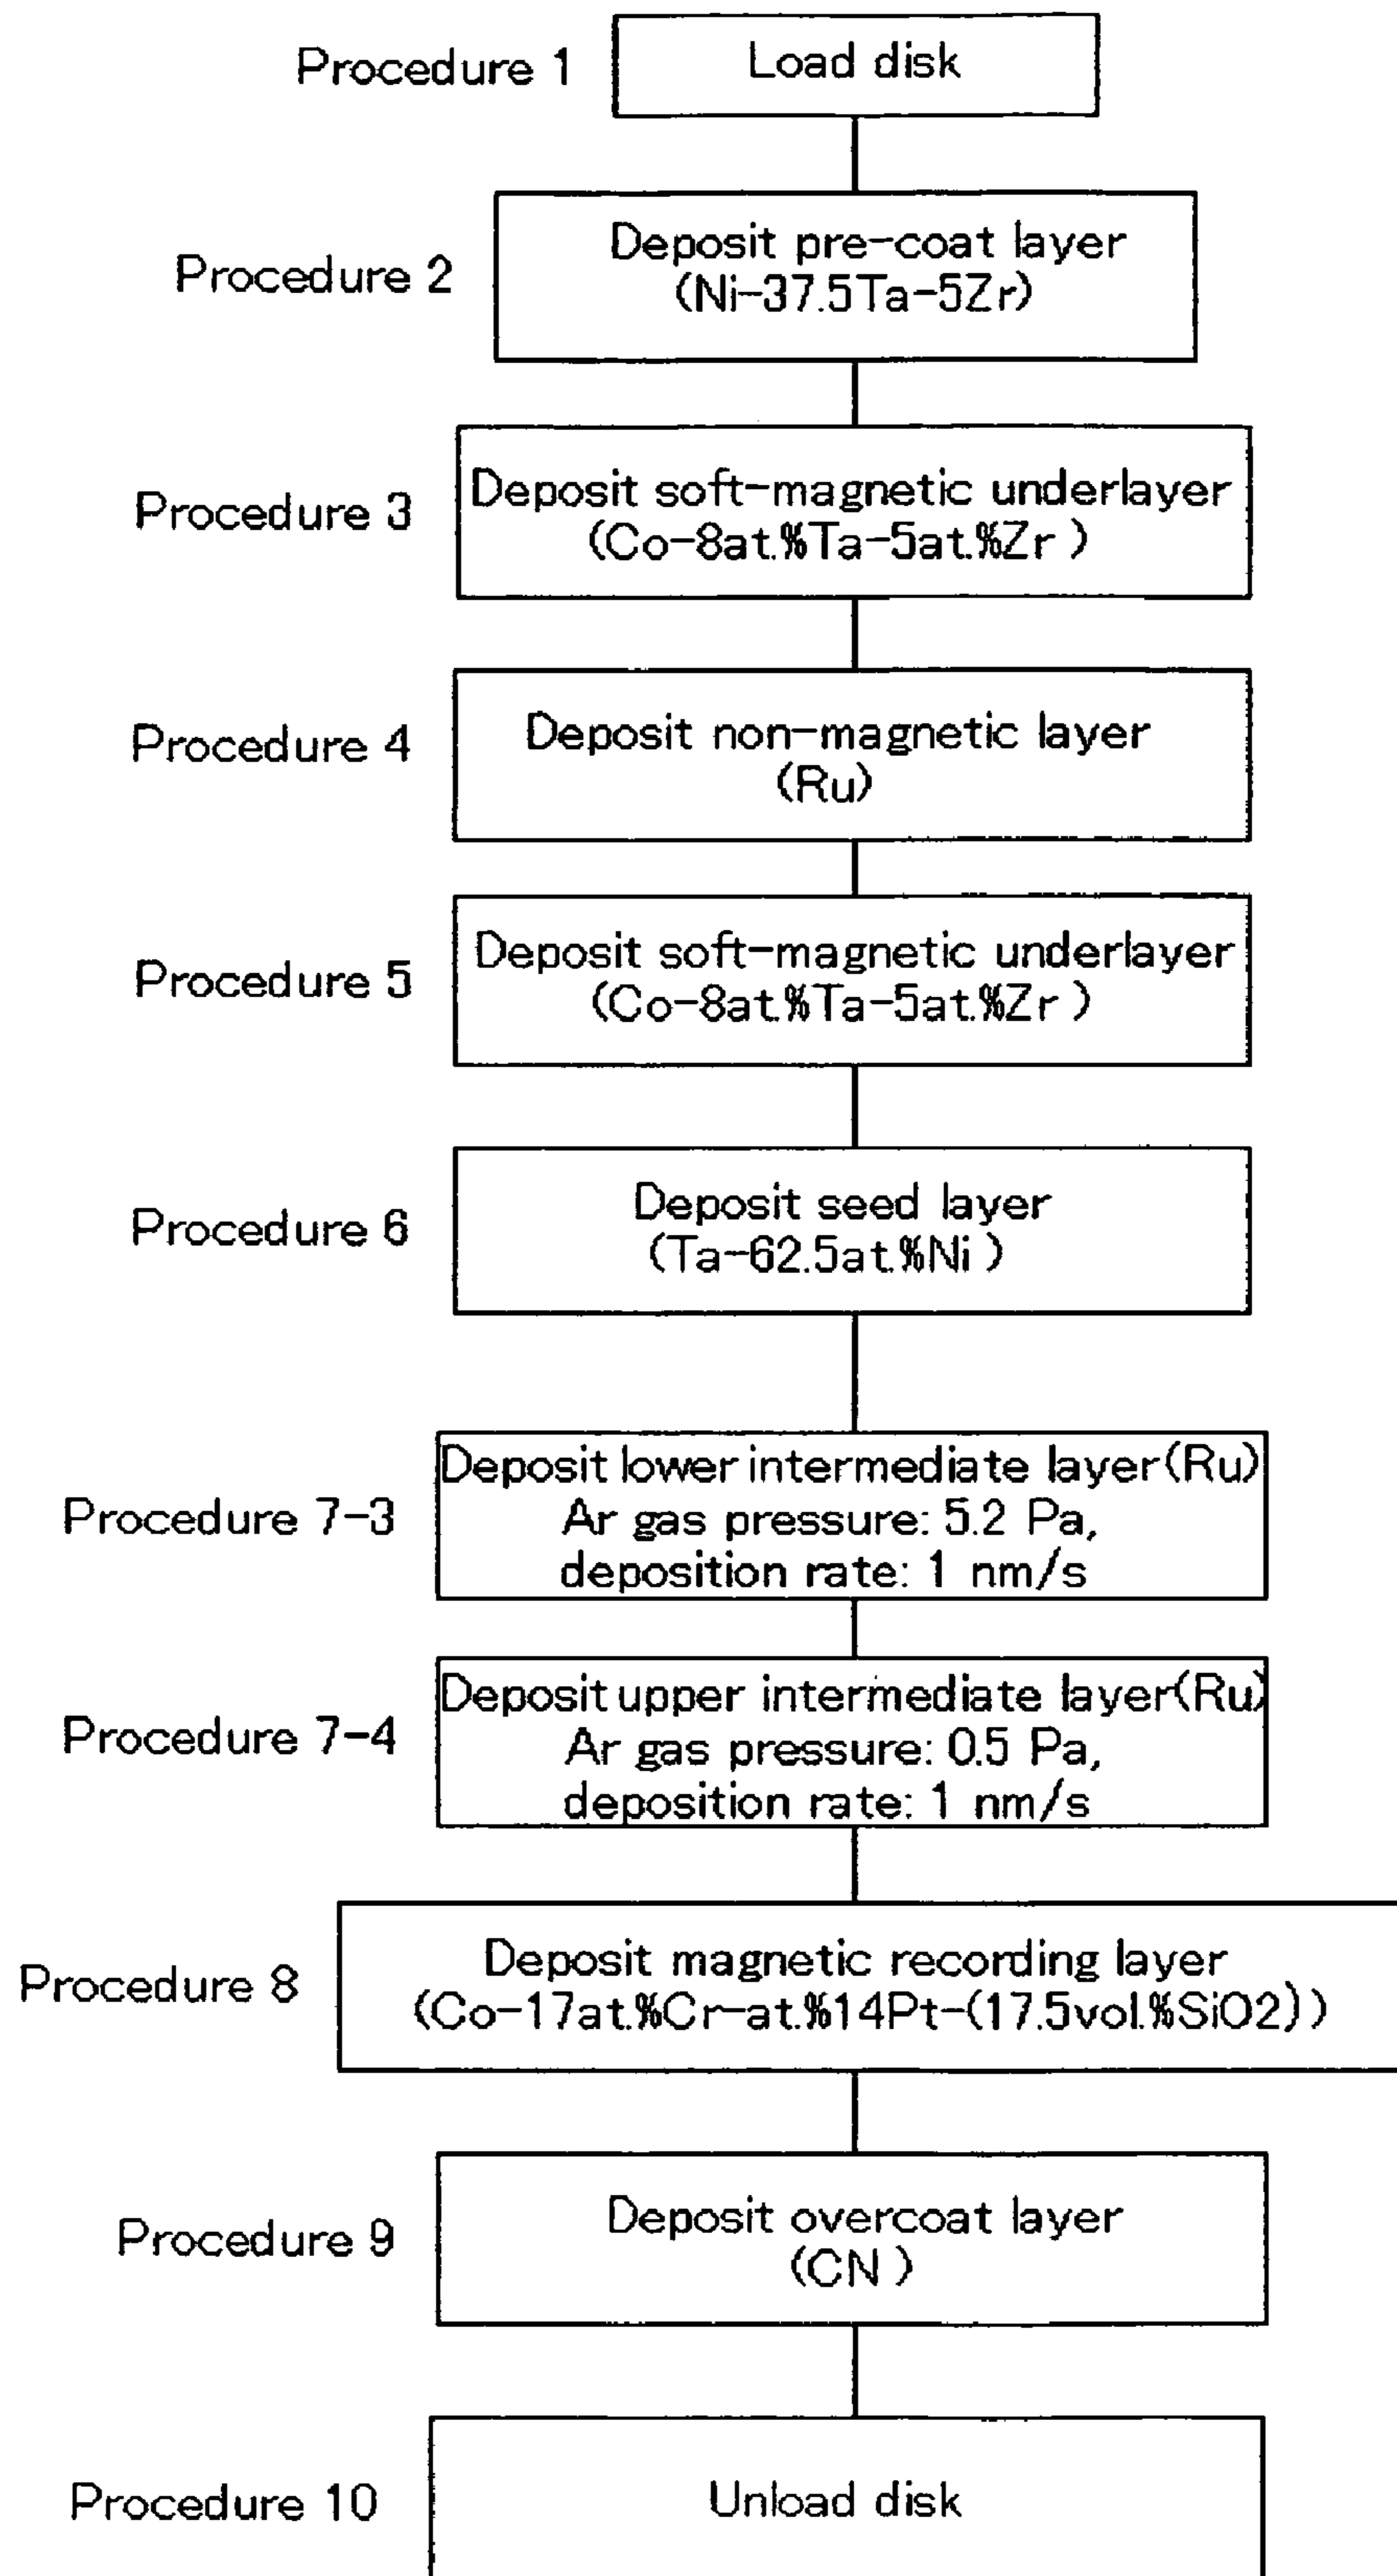 Procedure 1
Load disk
Procedure 2
Deposit pre-coat layer
(Ni-37.5Ta-5Zr)
Procedure 3
Deposit soft-magnetic underlayer
(Co-8at.%Ta-5at.%Zr )
Procedure 4
Deposit non-magnetic layer
(Ru)
Procedure 5
Deposit soft-magnetic underlayer
(Co-8at.%Ta-5at.%Zr )
Procedure 6
Deposit seed layer
(Ta-62.5at.%Ni )
Procedure 7-3
Deposit lower intermediate layer(Ru)
Ar gas pressure: 5.2 Pa,
deposition rate: 1 nm/s
Procedure 7-4
Deposit upper intermediate layer(Ru)
Ar gas pressure: 0.5 Pa,
deposition rate: 1 nm/s
Procedure 8
Deposit magnetic recording layer
(Co-17at.%Cr-at.%14Pt-(17.5vol.%SiO2))
Procedure 9
Deposit overcoat layer
(CN )
Procedure 10
Unload disk